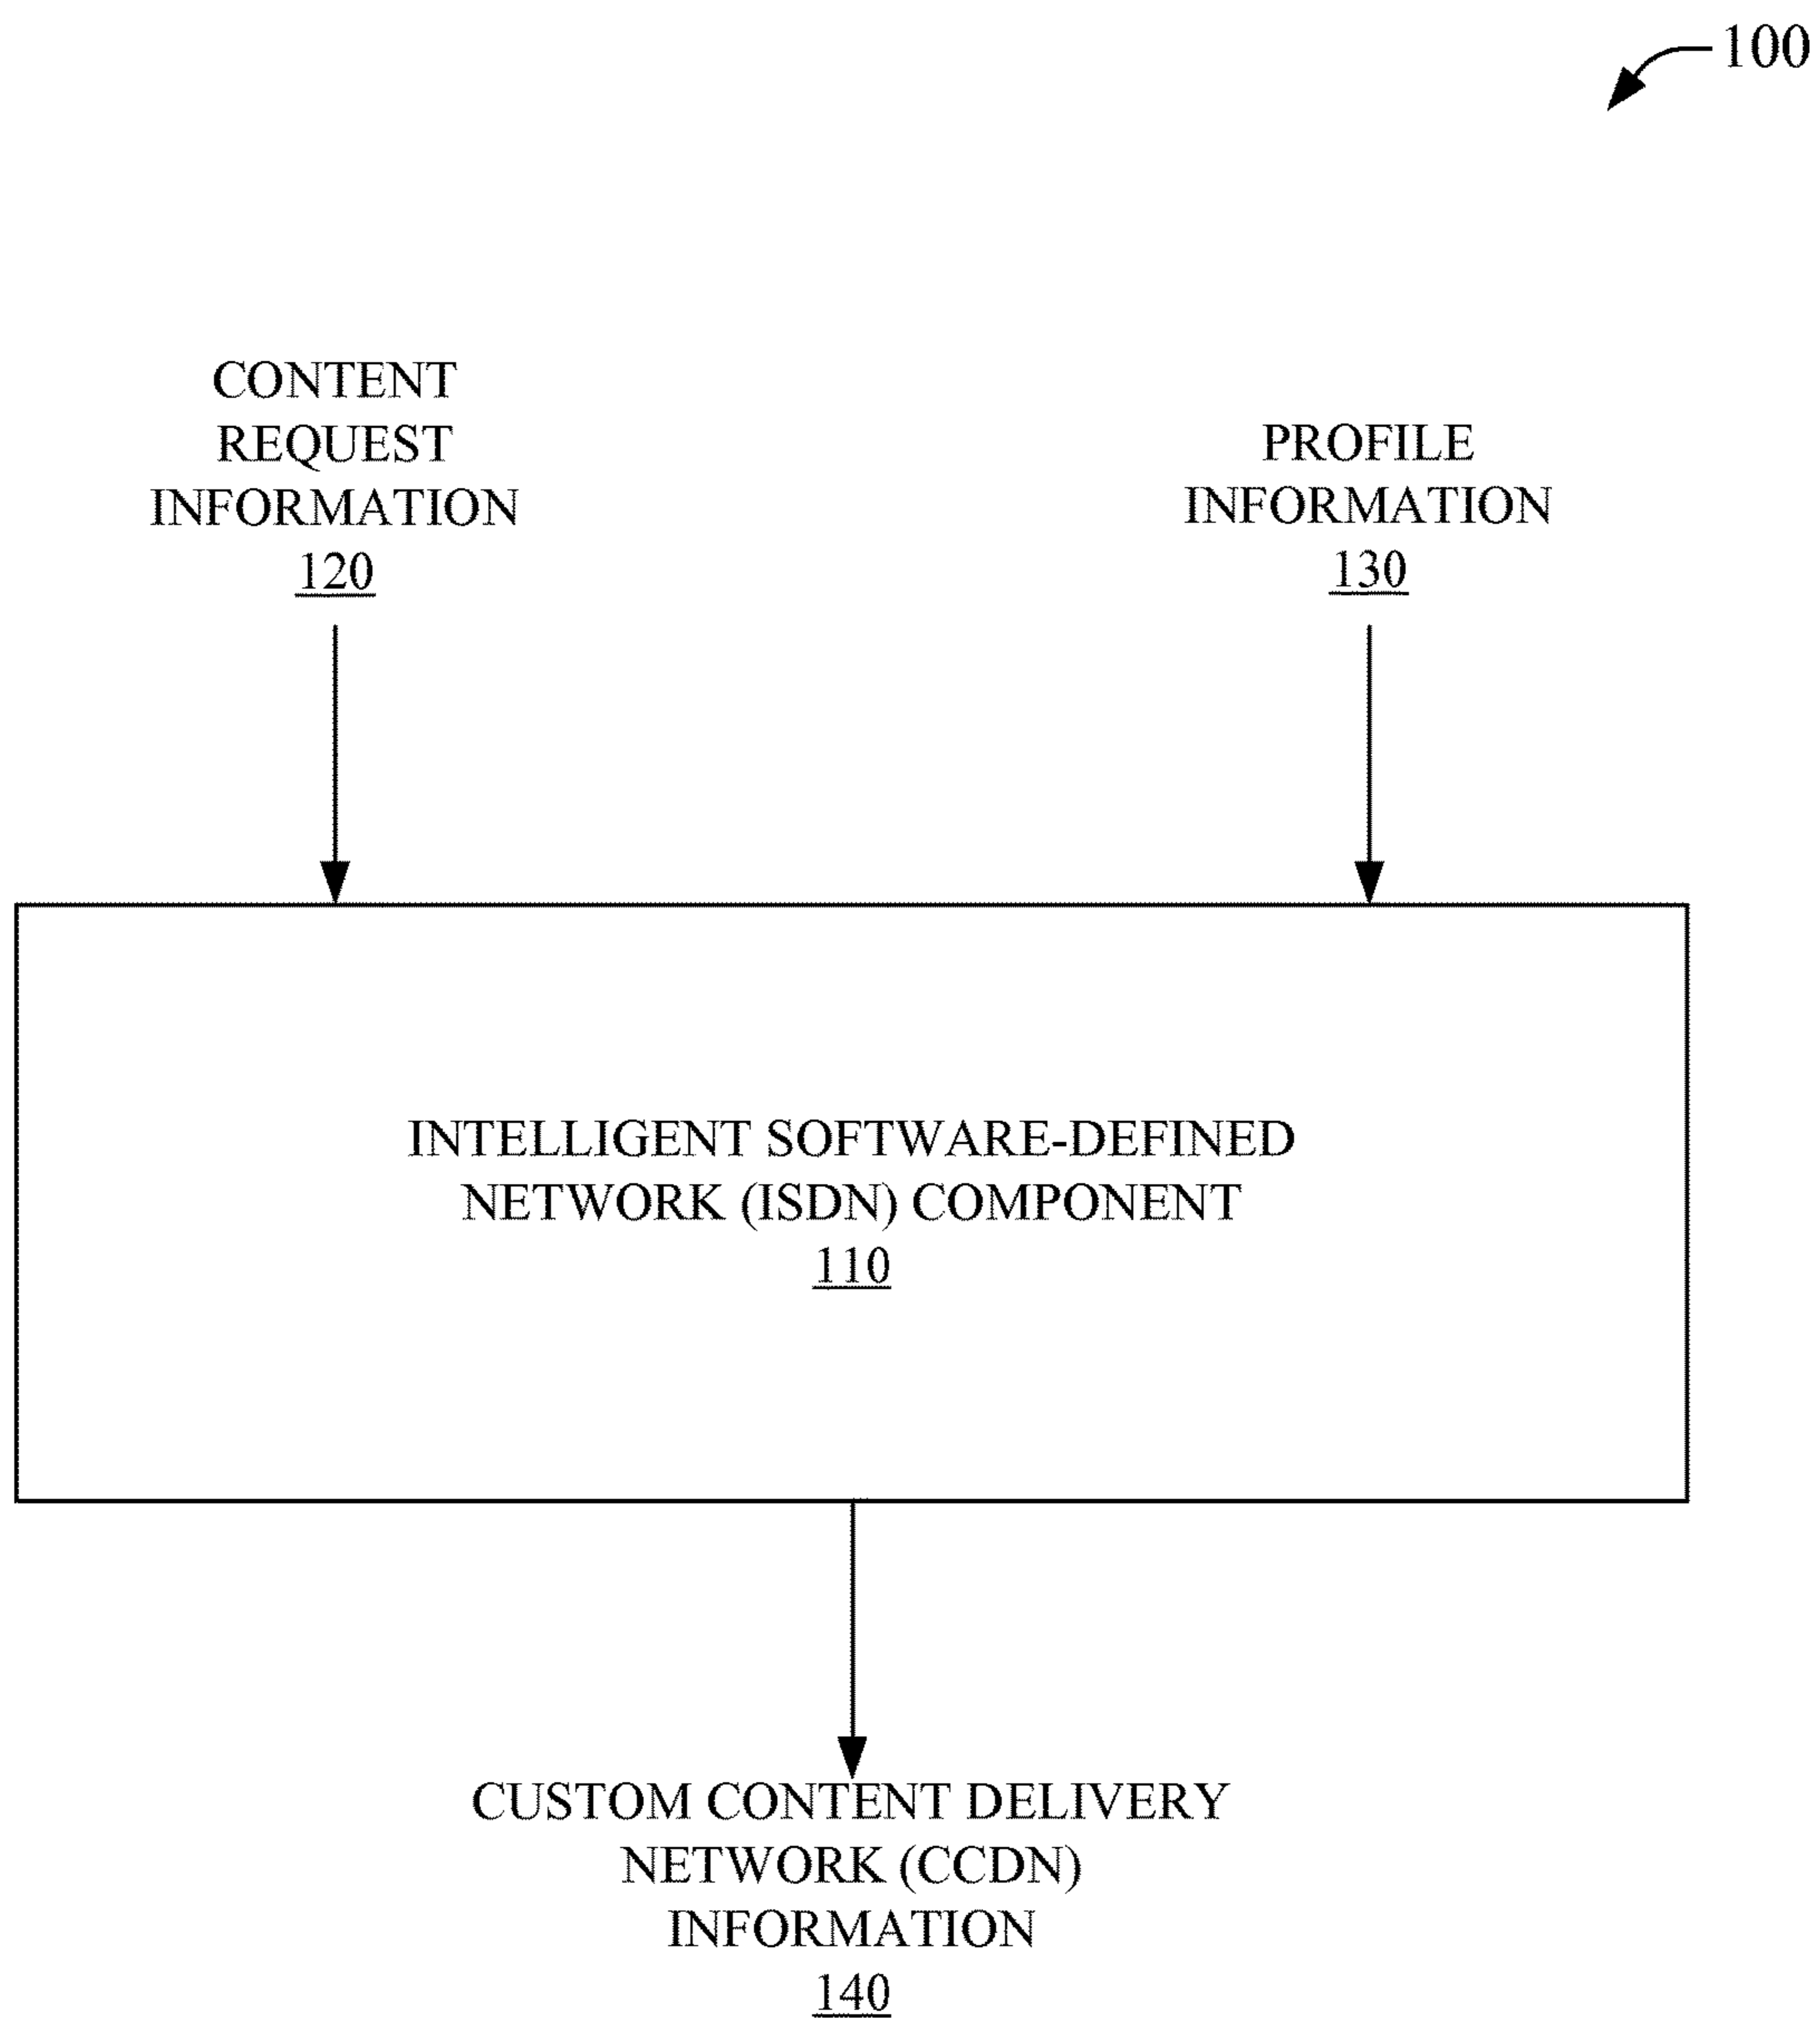 100
CONTENT
REQUEST
INFORMATION
120
PROFILE
INFORMATION
130
INTELLIGENT SOFTWARE-DEFINED
NETWORK (ISDN) COMPONENT
110
CUSTOM CONTENT DELIVERY
NETWORK (CCDN)
INFORMATION
140